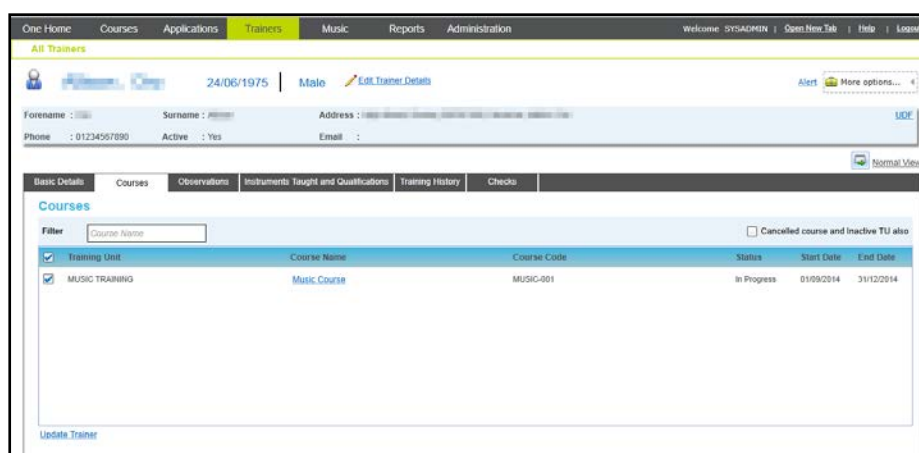 One Home Courses Applications Trainers Music Reports Administration Welcome SYSADMIN | Open New Tab | Help |
All Trainers
24/06/1975 | Male Edit Trainer Details Alert More options...
Forename : Surname : Address : UDF
Phone : 01234567890 Active : Yes Email :
Normal View
Basic Details Courses Observations Instruments Taught and Qualifications Training History Checks
Courses
Filter Course Name Cancelled course and Inactive TU also
Training Unit Course Name Course Code Status Start Date End Date
MUSIC TRAINING Music Course MUSIC-001 In Progress 01/09/2014 31/12/2014
Update Trainer